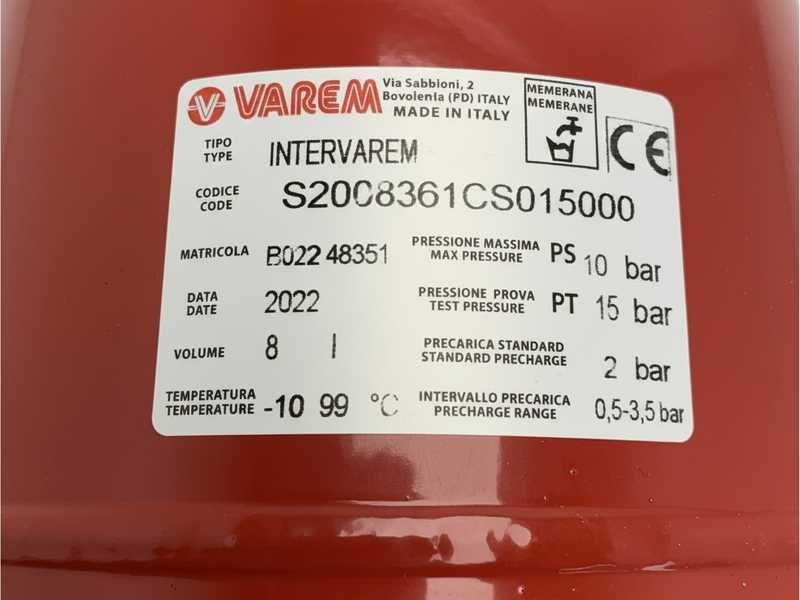 VAREM
Via Sabbioni, 2
Bovolenta (PD) ITALY
MADE IN ITALY
MEMERANA
MEMERANE
CE
TIPO
TYPE
INTERVAREM
CODICE
CODE
S2008361CS015000
MATRICOLA
B022 48351
PRESSIONE MASSIMA
MAX PRESSURE
PS 10 bar
DATA
DATE
2022
PRESSIONE PROVA
TEST PRESSURE
PT 15 bar
VOLUME
8 l
PRECARICA STANDARD
STANDARD PRECHARGE
2 bar
TEMPERATURA
TEMPERATURE
-10 99 °C
INTERVALLO PRECARICA
PRECHARGE RANGE
0,5-3,5 bar